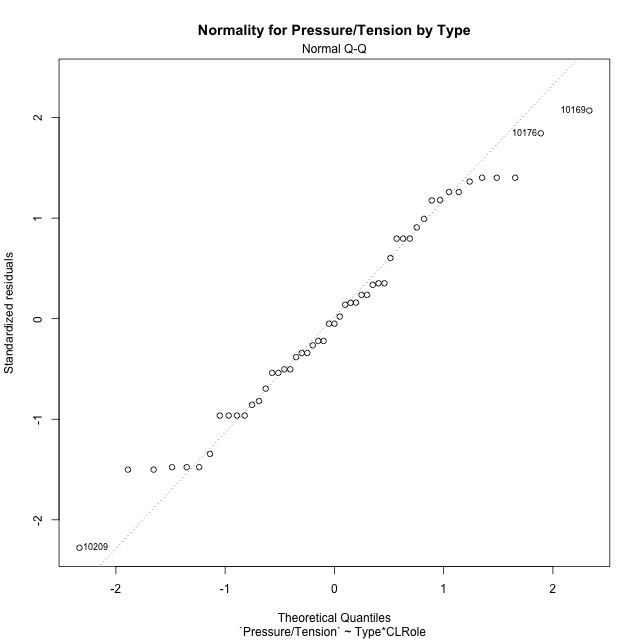 Normality for Pressure/Tension by Type
Normal Q-Q
2
1
0
-1
-2
Standardized residuals
10169
10176
10209
-2 -1 0 1 2
Theoretical Quantiles
`Pressure/Tension` ~ Type*CLRole